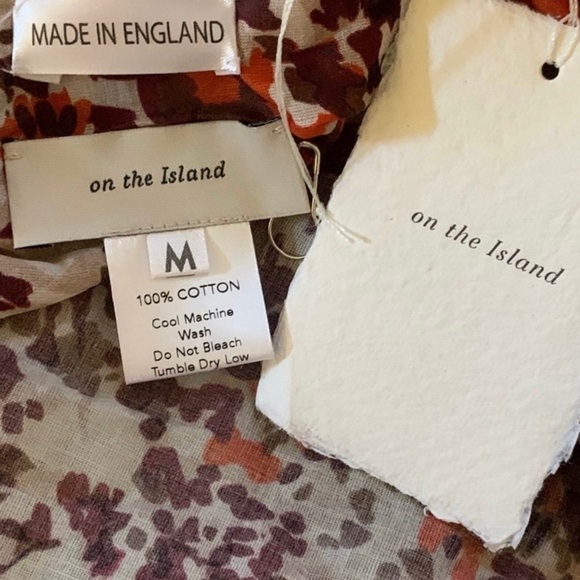 MADE IN ENGLAND
on the Island
M
100% COTTON
Cool Machine
Wash
Do Not Bleach
Tumble Dry Low
on the Island